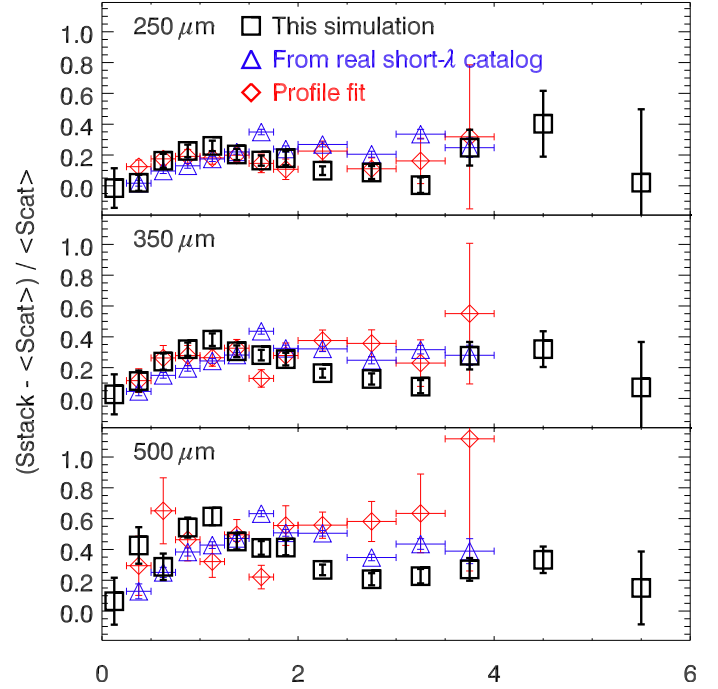 250 μm
This simulation
From real short-λ catalog
Profile fit
1.0
0.8
0.6
0.4
0.2
0.0
350 μm
1.0
0.8
0.6
0.4
0.2
0.0
500 μm
1.0
0.8
0.6
0.4
0.2
0.0
(Sstack - <Scat>) / <Scat>
0 2 4 6